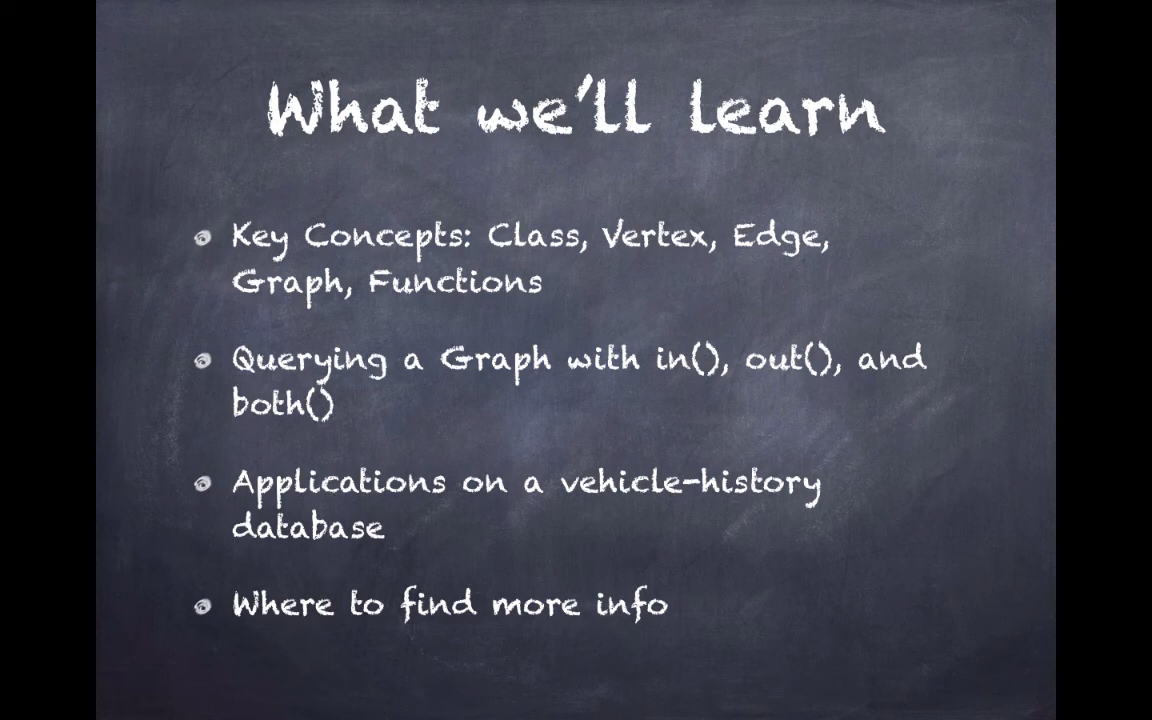 What we'll learn
Key Concepts: Class, Vertex, Edge,
Graph, Functions
Querying a Graph with in(), out(), and
both()
Applications on a vehicle-history
database
Where to find more info